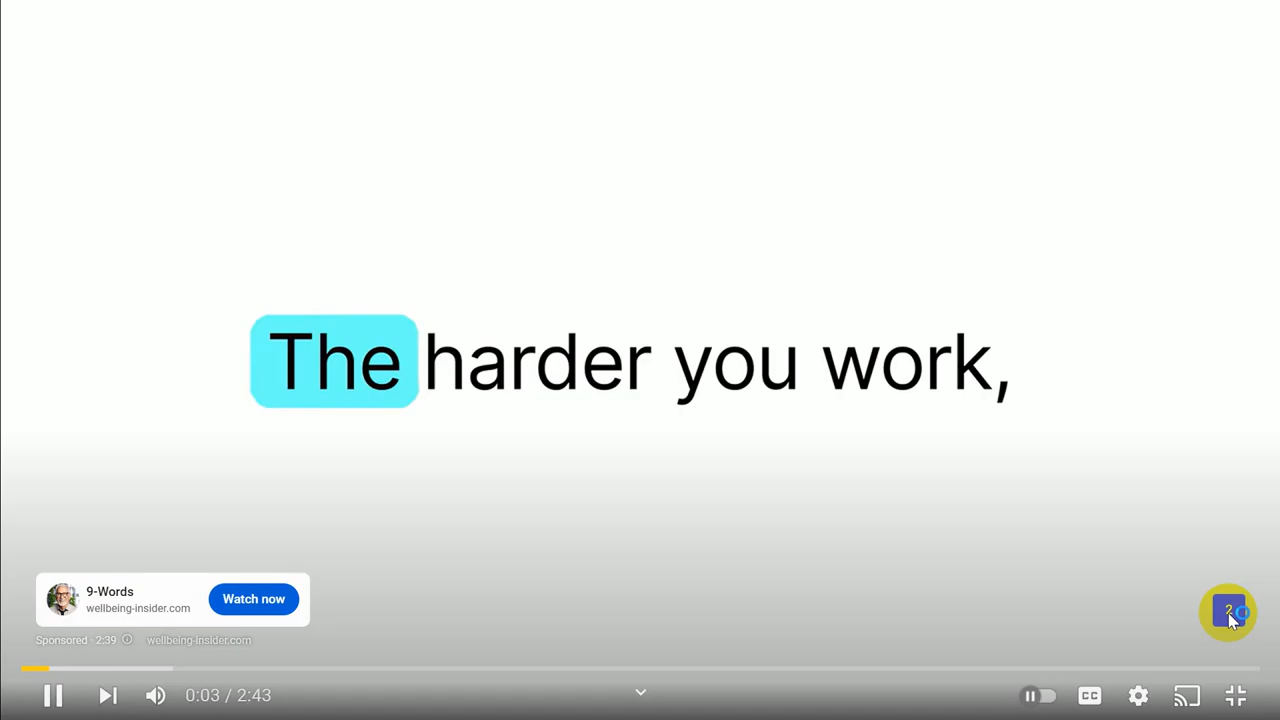 The harder you work,
9-Words
wellbeing-insider.com
Watch now
2
Sponsored · 2:39
wellbeing-insider.com
0:03 / 2:43
CC